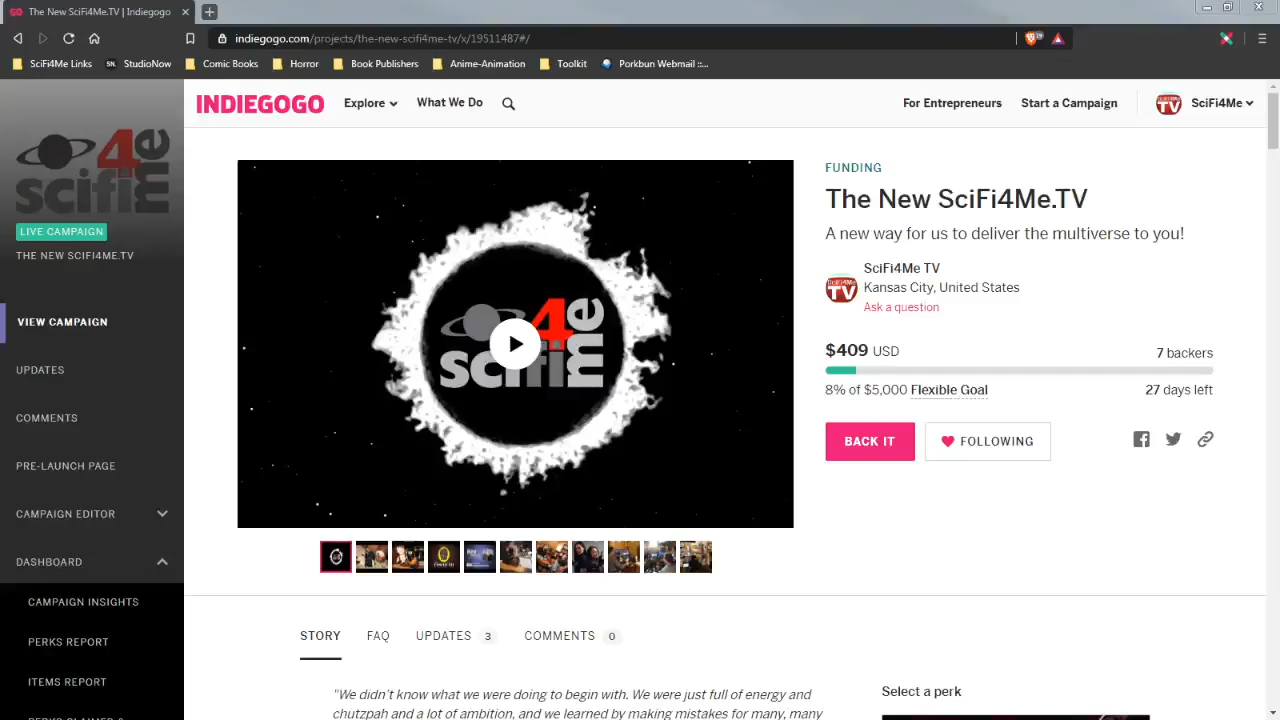 The New SciFi4Me.TV | Indiegogo
indiegogo.com/projects/the-new-scifi4me-tv/x/19511487#/
SciFi4Me Links
StudioNow
Comic Books
Horror
Book Publishers
Anime-Animation
Toolkit
Porkbun Webmail ::...
INDIEGOGO
Explore
What We Do
For Entrepreneurs
Start a Campaign
SciFi4Me
scifi4me
LIVE CAMPAIGN
THE NEW SCIFI4ME.TV
VIEW CAMPAIGN
UPDATES
COMMENTS
PRE-LAUNCH PAGE
CAMPAIGN EDITOR
DASHBOARD
CAMPAIGN INSIGHTS
PERKS REPORT
ITEMS REPORT
scifi4me
FUNDING
The New SciFi4Me.TV
A new way for us to deliver the multiverse to you!
TV
SciFi4Me TV
Kansas City, United States
Ask a question
$409 USD
7 backers
8% of $5,000 Flexible Goal
27 days left
BACK IT
FOLLOWING
STORY
FAQ
UPDATES 3
COMMENTS 0
"We didn't know what we were doing to begin with. We were just full of energy and
chutzpah and a lot of ambition, and we learned by making mistakes for many, many
Select a perk